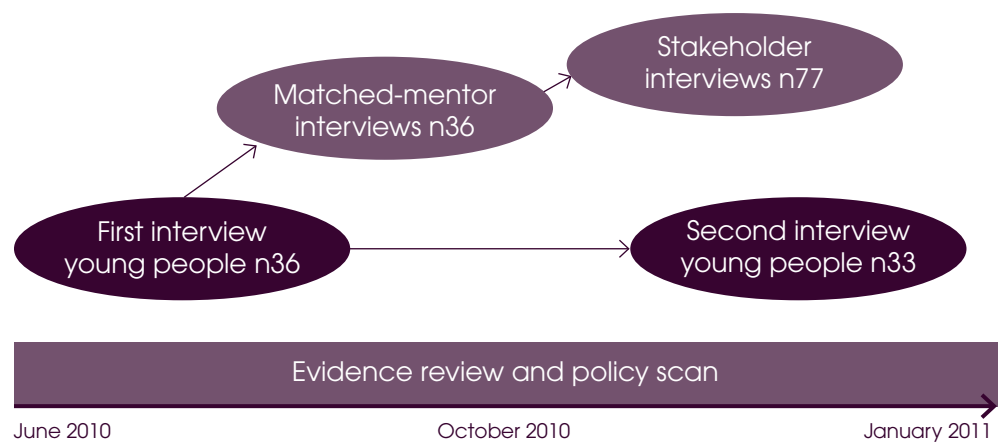 Stakeholder
interviews n77
Matched-mentor
interviews n36
First interview
young people n36
Second interview
young people n33
Evidence review and policy scan
June 2010
October 2010
January 2011